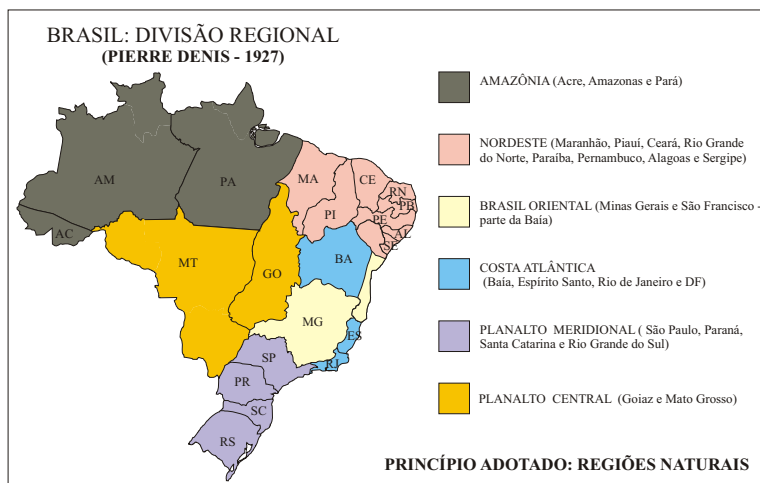 BRASIL: DIVISÃO REGIONAL
(PIERRE DENIS - 1927)
AMAZÔNIA (Acre, Amazonas e Pará)
NORDESTE (Maranhão, Piauí, Ceará, Rio Grande
do Norte, Paraíba, Pernambuco, Alagoas e Sergipe)
BRASIL ORIENTAL (Minas Gerais e São Francisco -
parte da Baía)
COSTA ATLÂNTICA
(Baía, Espírito Santo, Rio de Janeiro e DF)
PLANALTO MERIDIONAL ( São Paulo, Paraná,
Santa Catarina e Rio Grande do Sul)
PLANALTO CENTRAL (Goiaz e Mato Grosso)
AM
PA
MA
CE
RN
PB
PI
PE
AL
SE
AC
MT
GO
BA
MG
ES
SP
RJ
PR
SC
RS
PRINCÍPIO ADOTADO: REGIÕES NATURAIS